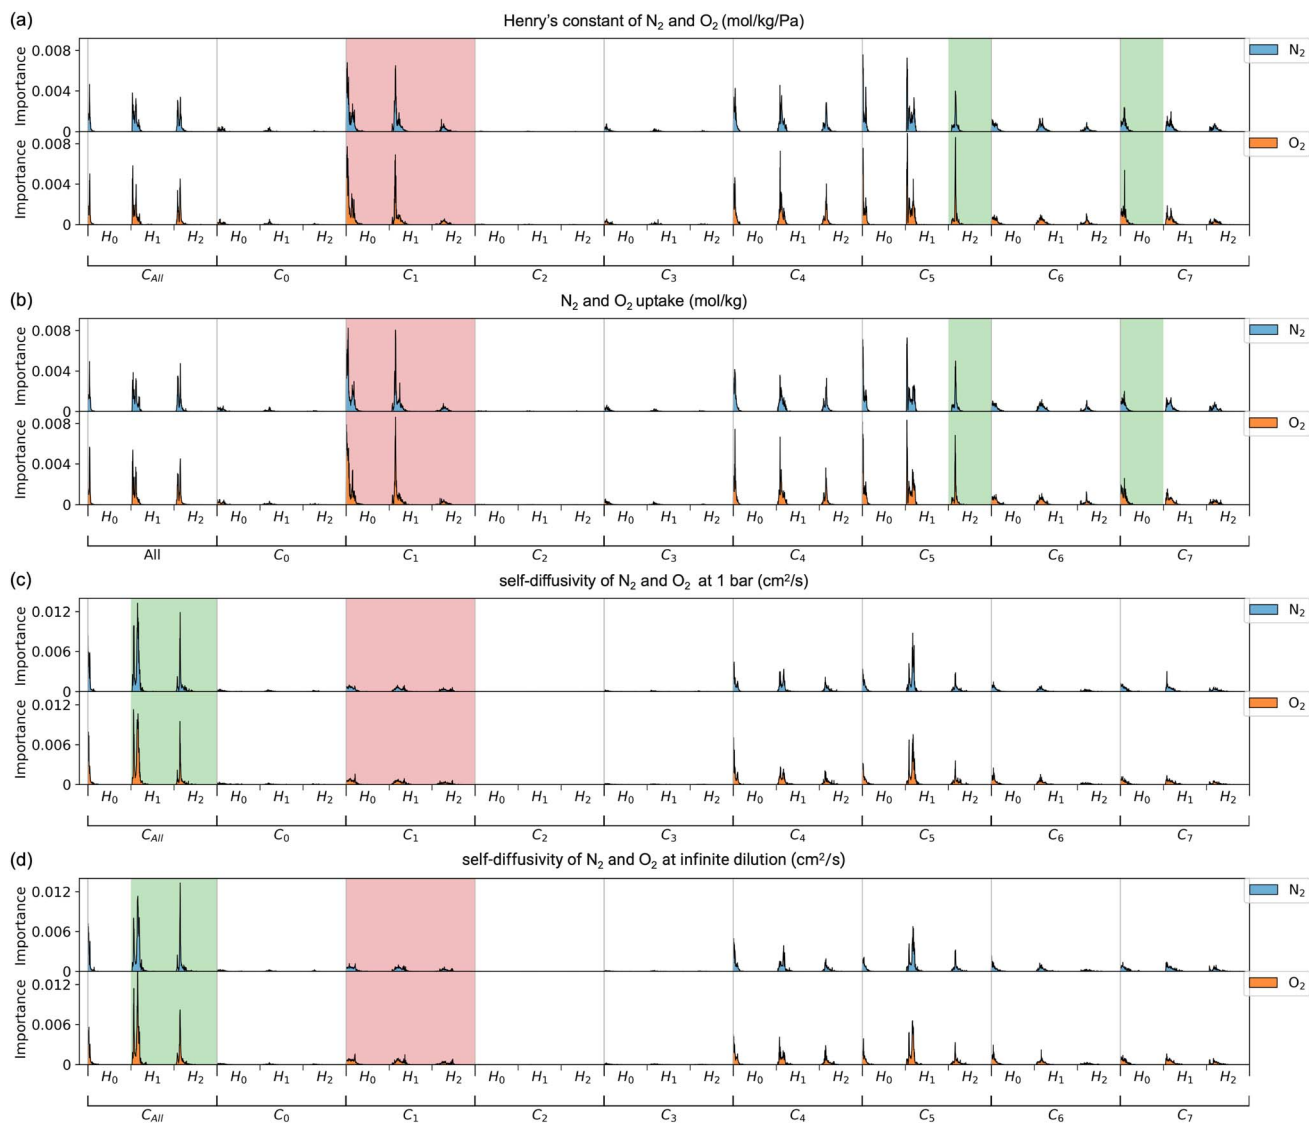 (a)
Henry's constant of N₂ and O₂ (mol/kg/Pa)
0.008
0.004
0
Importance
N₂
0.008
0.004
0
Importance
O₂
H₀ H₁ H₂ H₀ H₁ H₂ H₀ H₁ H₂ H₀ H₁ H₂ H₀ H₁ H₂ H₀ H₁ H₂ H₀ H₁ H₂ H₀ H₁ H₂ H₀ H₁ H₂
C_All C₀ C₁ C₂ C₃ C₄ C₅ C₆ C₇
(b)
N₂ and O₂ uptake (mol/kg)
0.008
0.004
0
Importance
N₂
0.008
0.004
0
Importance
O₂
H₀ H₁ H₂ H₀ H₁ H₂ H₀ H₁ H₂ H₀ H₁ H₂ H₀ H₁ H₂ H₀ H₁ H₂ H₀ H₁ H₂ H₀ H₁ H₂ H₀ H₁ H₂
All C₀ C₁ C₂ C₃ C₄ C₅ C₆ C₇
(c)
self-diffusivity of N₂ and O₂ at 1 bar (cm²/s)
0.012
0.006
0
Importance
N₂
0.012
0.006
0
Importance
O₂
H₀ H₁ H₂ H₀ H₁ H₂ H₀ H₁ H₂ H₀ H₁ H₂ H₀ H₁ H₂ H₀ H₁ H₂ H₀ H₁ H₂ H₀ H₁ H₂ H₀ H₁ H₂
C_All C₀ C₁ C₂ C₃ C₄ C₅ C₆ C₇
(d)
self-diffusivity of N₂ and O₂ at infinite dilution (cm²/s)
0.012
0.006
0
Importance
N₂
0.012
0.006
0
Importance
O₂
H₀ H₁ H₂ H₀ H₁ H₂ H₀ H₁ H₂ H₀ H₁ H₂ H₀ H₁ H₂ H₀ H₁ H₂ H₀ H₁ H₂ H₀ H₁ H₂ H₀ H₁ H₂
C_All C₀ C₁ C₂ C₃ C₄ C₅ C₆ C₇